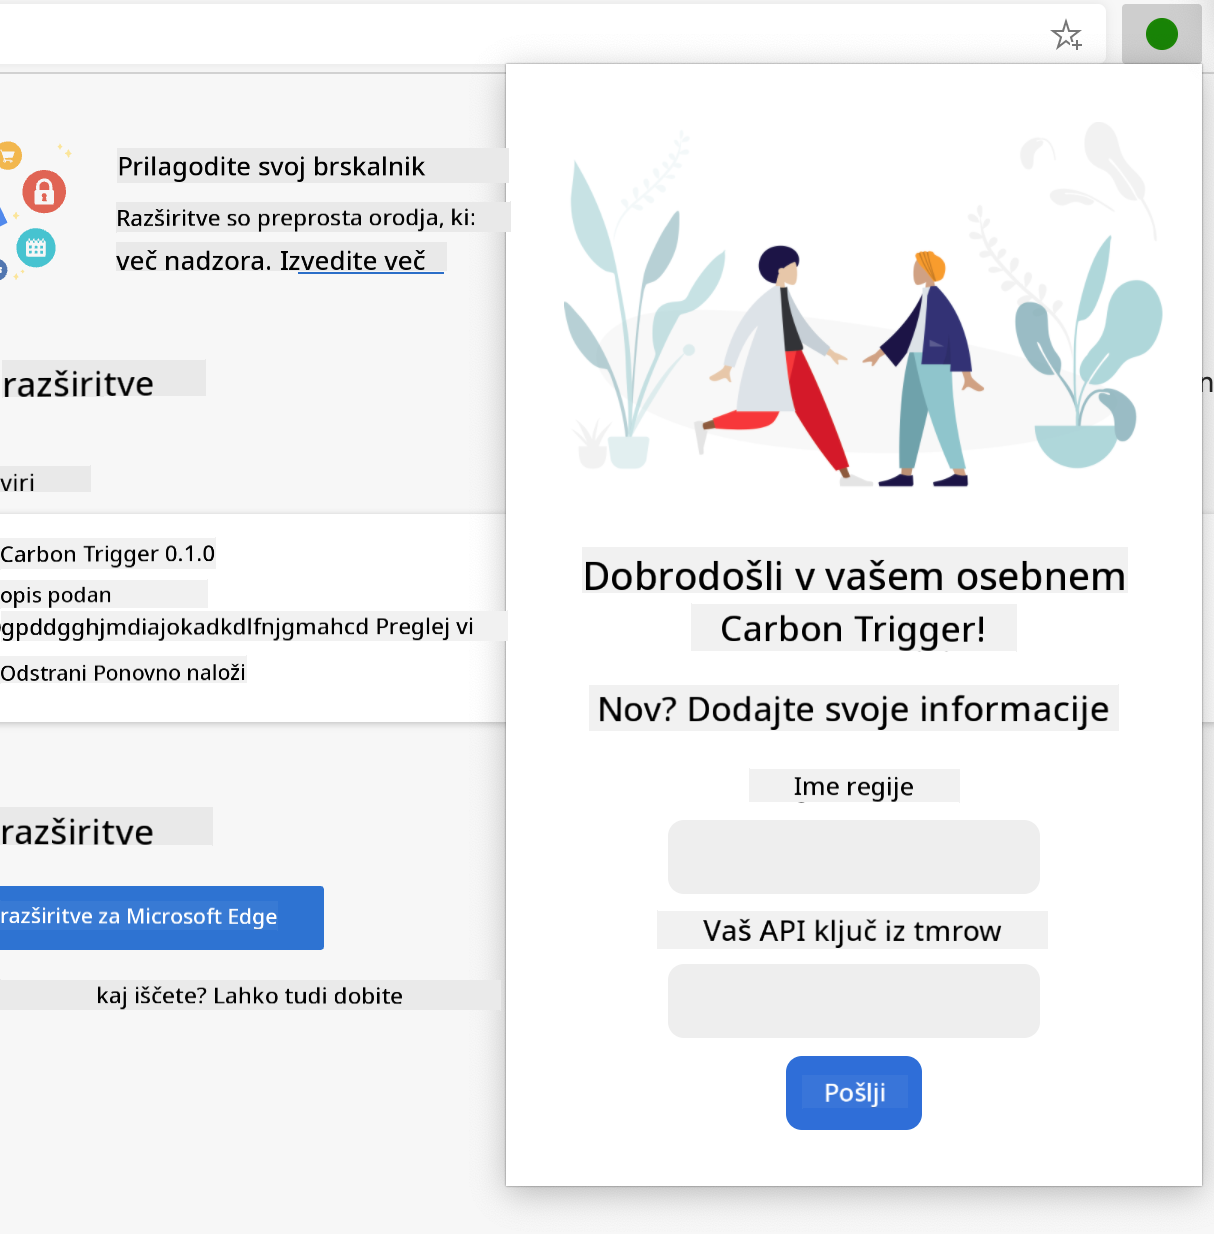 Prilagodite svoj brskalnik
Razširitve so preprosta orodja, ki:
več nadzora. Izvedite več
razširitve
viri
Carbon Trigger 0.1.0
opis podan
gpddgghjmdiajokadkdlfnjgmahcd Preglej vi
Odstrani Ponovno naloži
razširitve
razširitve za Microsoft Edge
kaj iščete? Lahko tudi dobite
Dobrodošli v vašem osebnem
Carbon Trigger!
Nov? Dodajte svoje informacije
Ime regije
Vaš API ključ iz tmrow
Pošlji